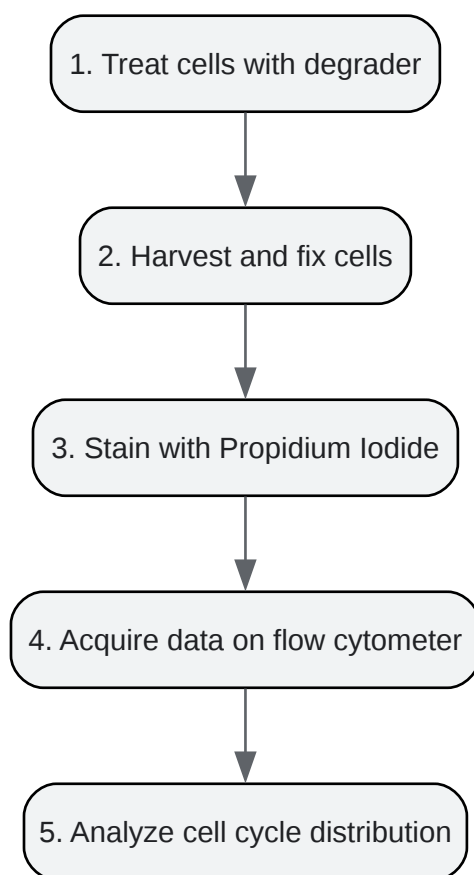 1. Treat cells with degrader
2. Harvest and fix cells
3. Stain with Propidium Iodide
4. Acquire data on flow cytometer
5. Analyze cell cycle distribution